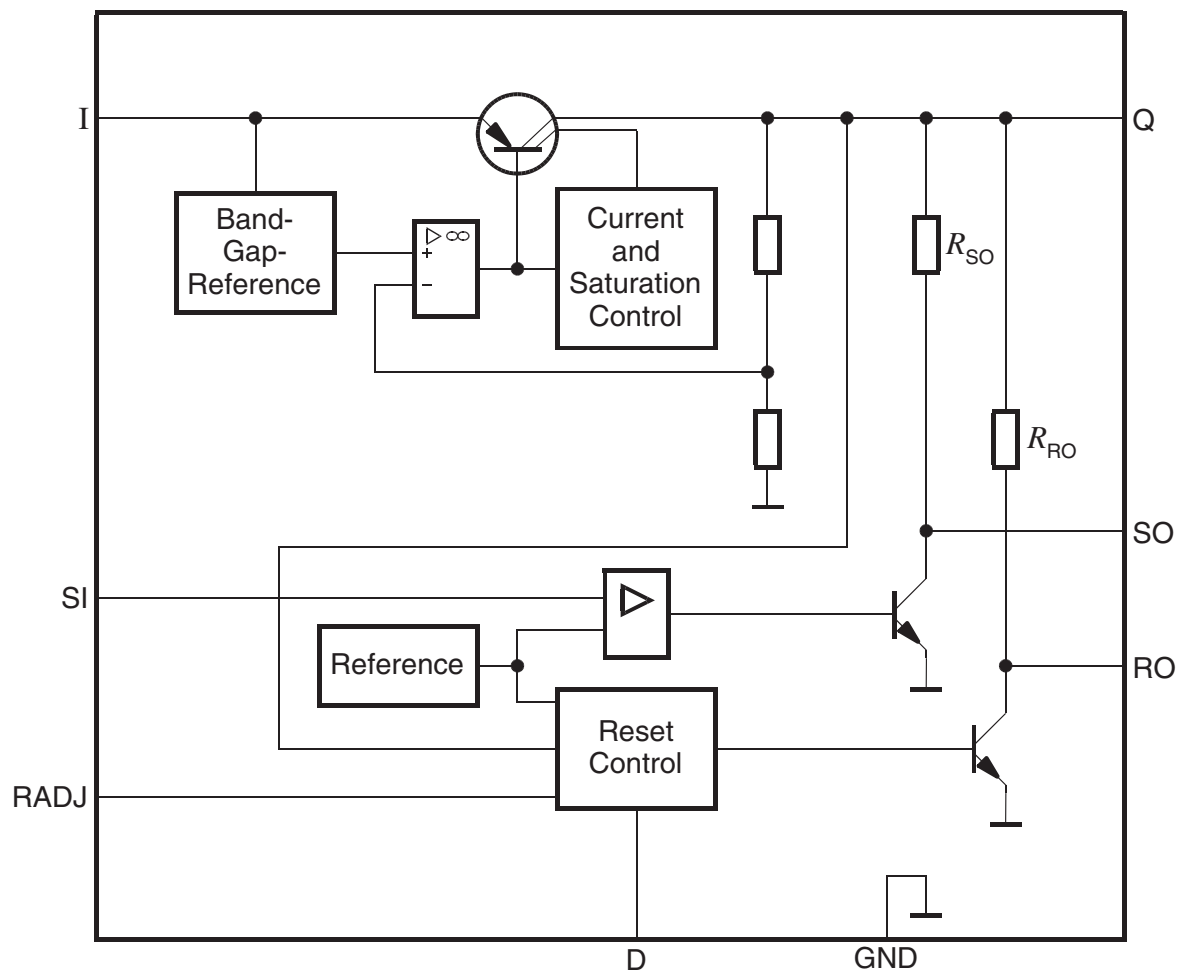 I
Q
Band-
Gap-
Reference
▷ ∞
+
−
Current
and
Saturation
Control
R_SO
R_RO
SO
SI
Reference
RO
Reset
Control
RADJ
D
GND